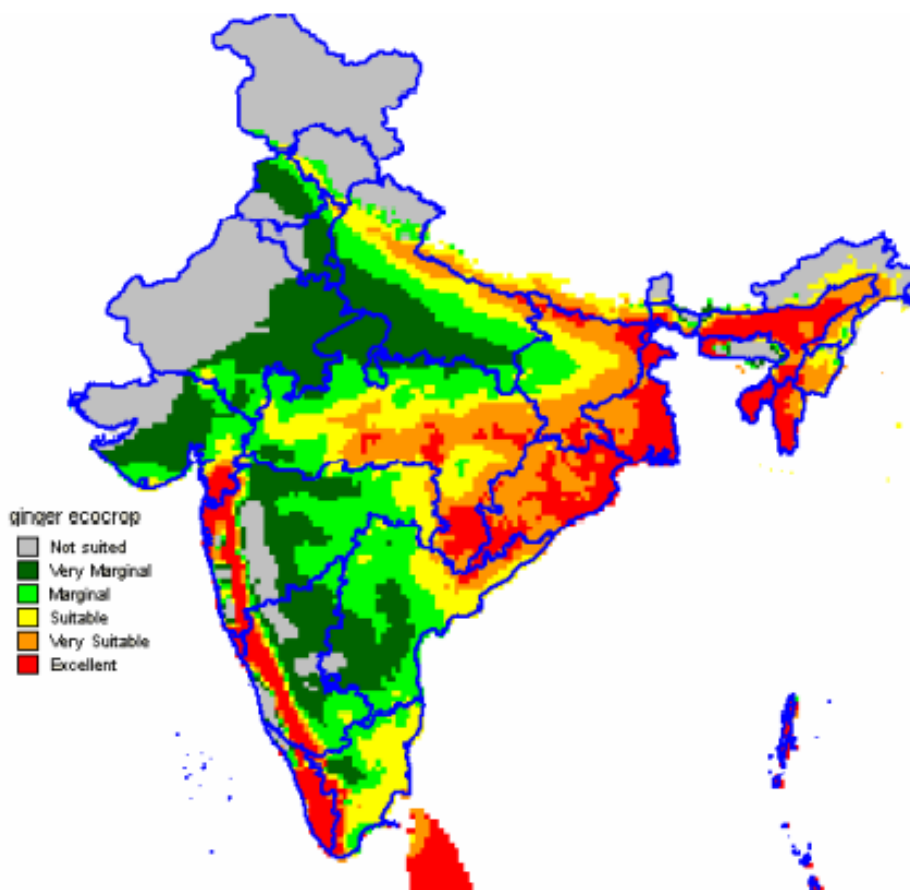 ginger ecocrop
Not suited
Very Marginal
Marginal
Suitable
Very Suitable
Excellent